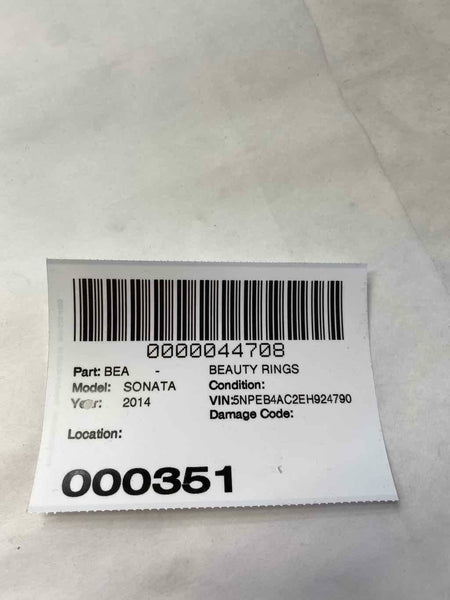 0000044708
Part: BEA - BEAUTY RINGS
Model: SONATA Condition:
Year: 2014 VIN:5NPEB4AC2EH924790
Damage Code:
Location:
000351